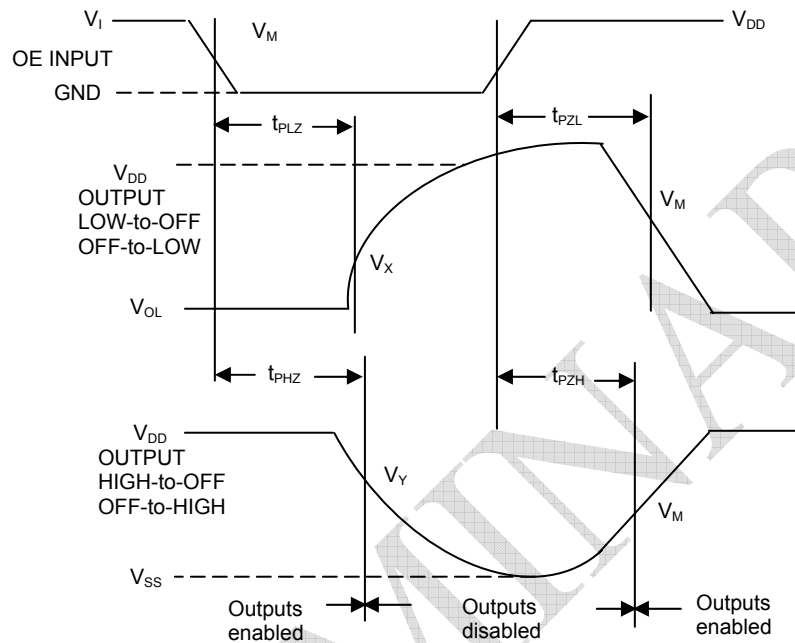 V_I V_M V_DD
OE INPUT
GND
t_PLZ t_PZL
V_DD
OUTPUT
LOW-to-OFF
OFF-to-LOW
V_M
V_X
V_OL
t_PHZ t_PZH
V_DD
OUTPUT
HIGH-to-OFF
OFF-to-HIGH
V_Y
V_M
V_SS
Outputs enabled
Outputs disabled
Outputs enabled
MINAR